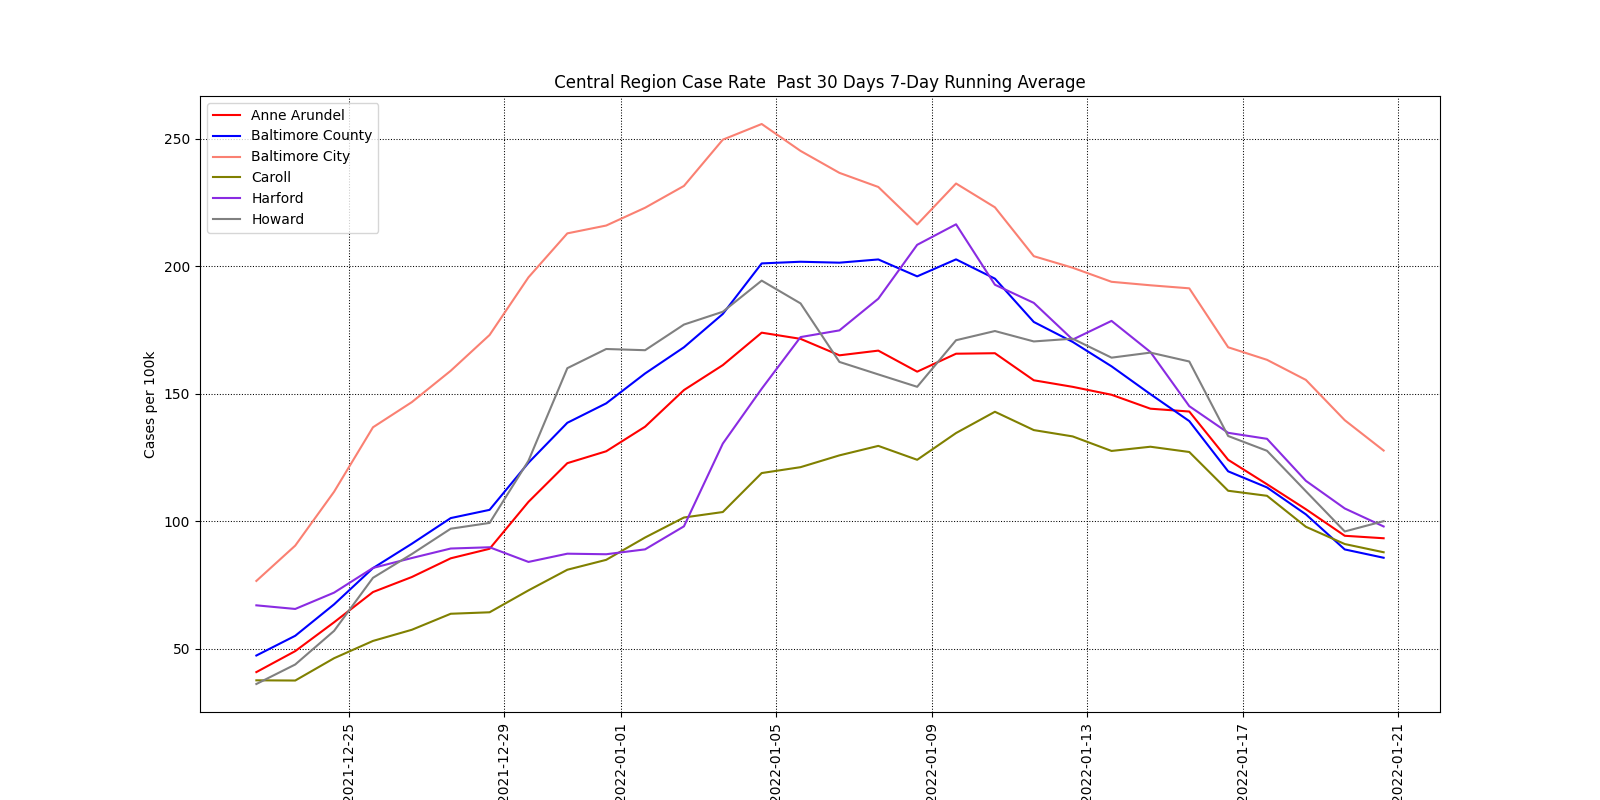 Central Region Case Rate  Past 30 Days 7-Day Running Average
Anne Arundel
Baltimore County
Baltimore City
Caroll
Harford
Howard
Cases per 100k
250
200
150
100
50
2021-12-25
2021-12-29
2022-01-01
2022-01-05
2022-01-09
2022-01-13
2022-01-17
2022-01-21